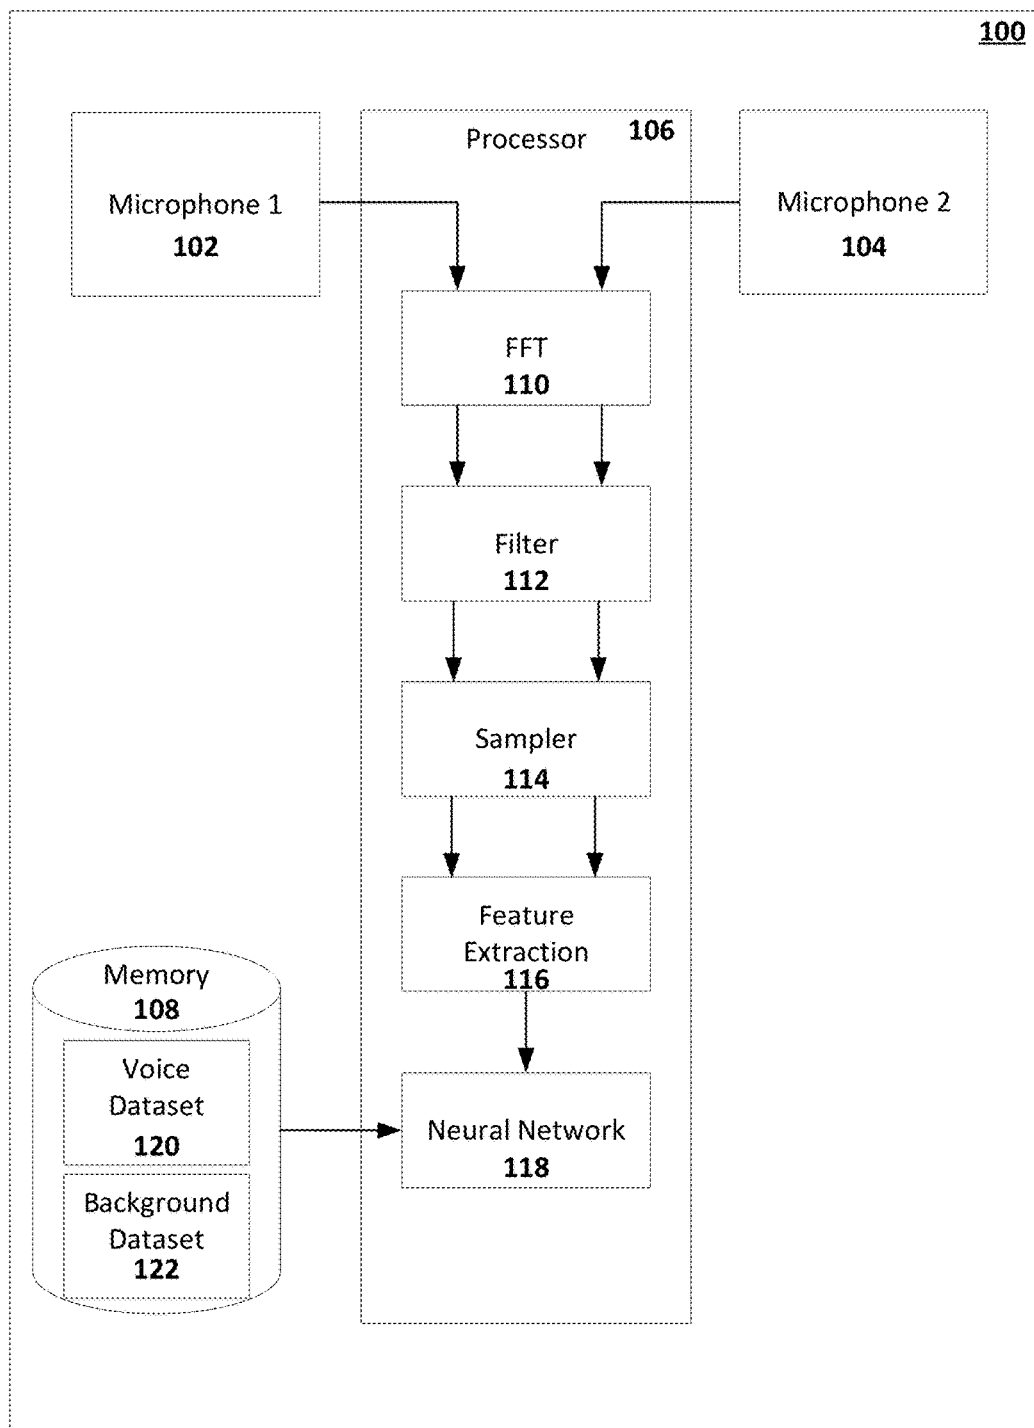 100
Processor
106
Microphone 1
102
Microphone 2
104
FFT
110
Filter
112
Sampler
114
Feature
Extraction
116
Memory
108
Voice
Dataset
120
Background
Dataset
122
Neural Network
118